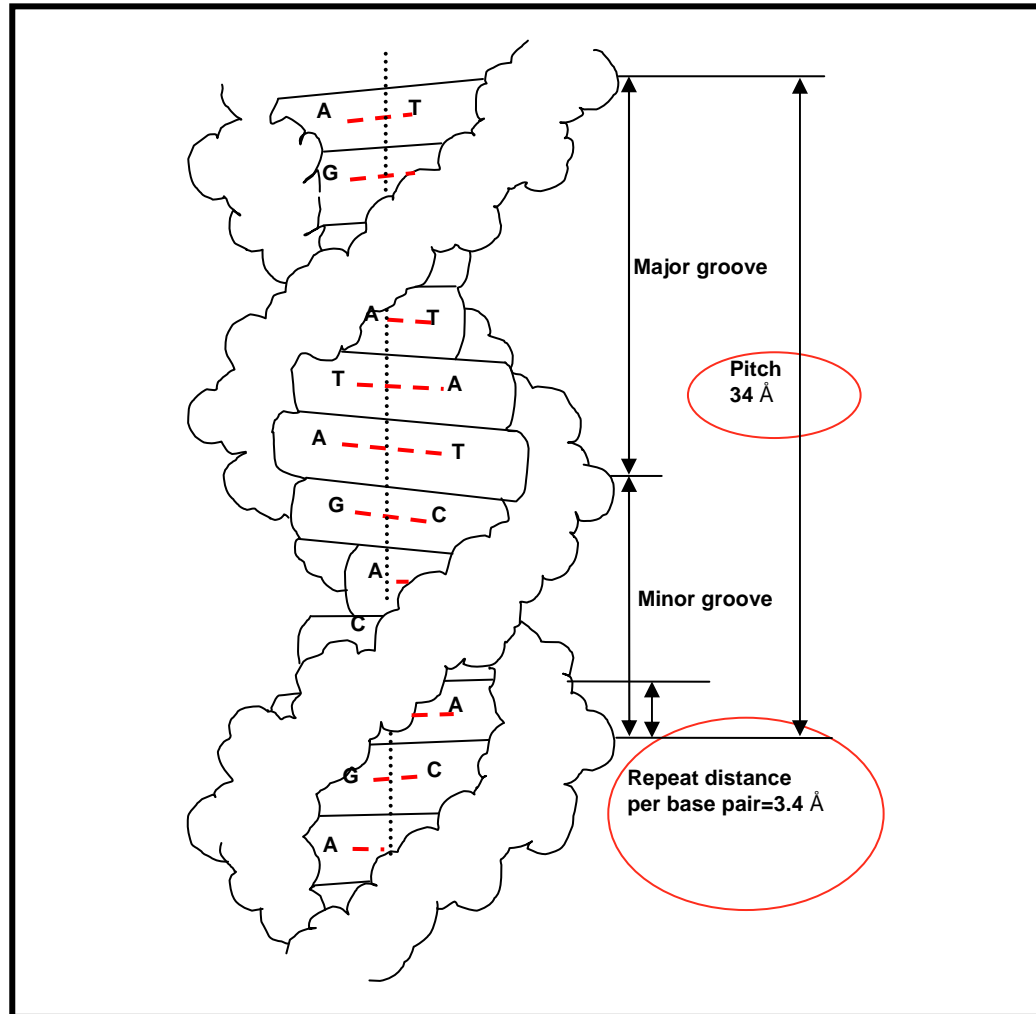 A T
G
Major groove
A T
Pitch
34 Å
T A
A T
G C
A
Minor groove
C
A
G C
Repeat distance
per base pair=3.4 Å
A